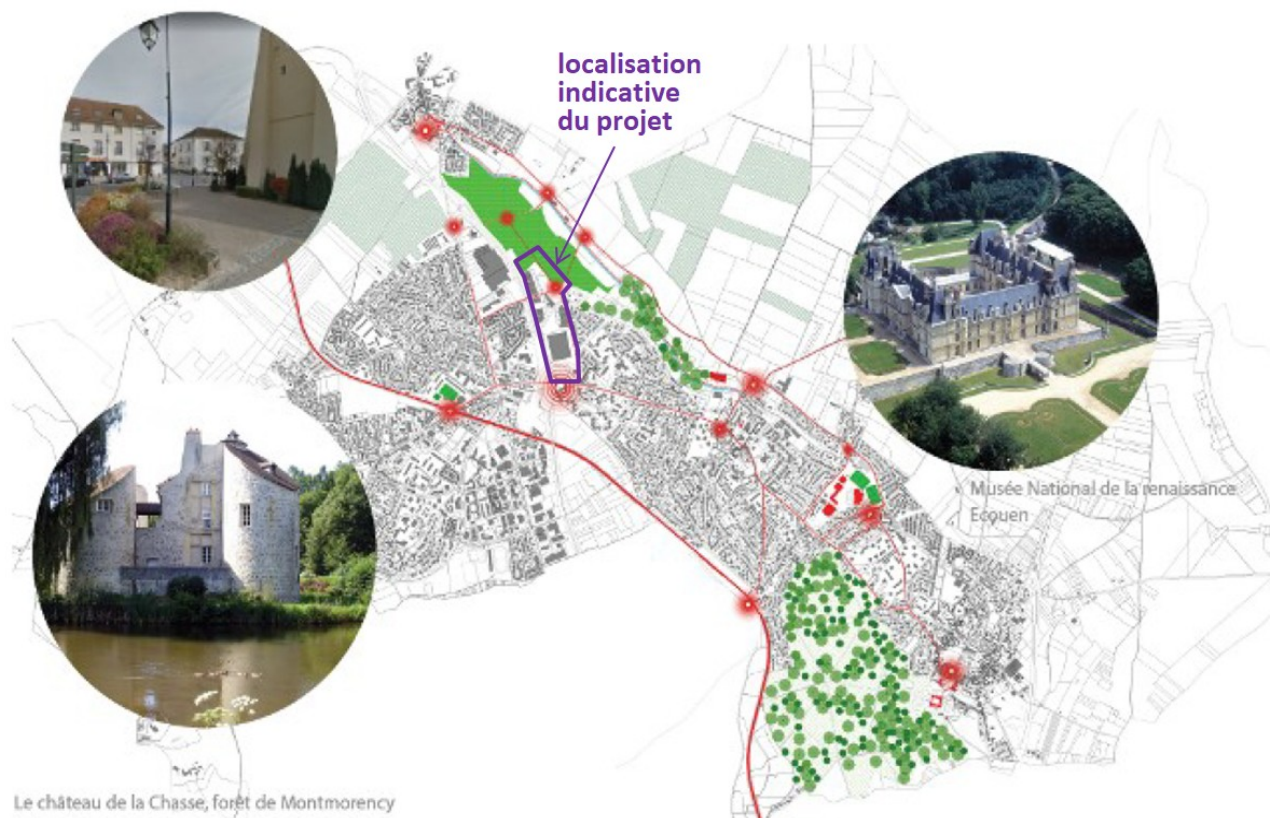 localisation
indicative
du projet
Musée National de la renaissance
Ecouen
Le château de la Chasse, forêt de Montmorency